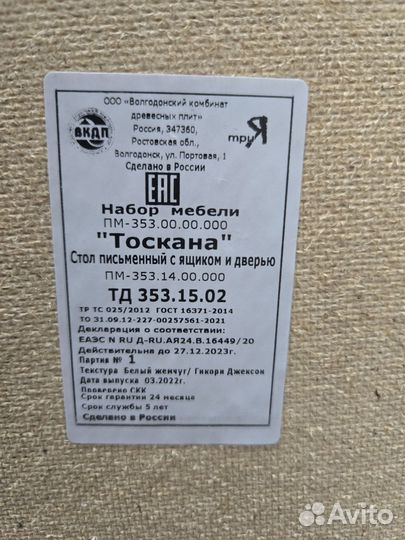 ООО «Волгодонский комбинат
древесных плит»
Россия, 347360,
Ростовская обл.,
Волгодонск, ул. Портовая, 1
Сделано в России
ВКДП
Трия
ЕАС
Набор мебели
ПМ-353.00.00.000
"Тоскана"
Стол письменный с ящиком и дверью
ПМ-353.14.00.000
ТД 353.15.02
ТР ТС 025/2012 ГОСТ 16371-2014
ТО 31.09.12-227-00257561-2021
Декларация о соответствии:
ЕАЭС N RU Д-RU.АЯ24.В.16449/20
Действительна до 27.12.2023г.
Партия № 1
Текстура Белый жемчуг/ Гикори Джексон
Дата выпуска 03.2022г.
Проверено СКК
Срок гарантии 24 месяца
Срок службы 5 лет
Сделано в России
Avito